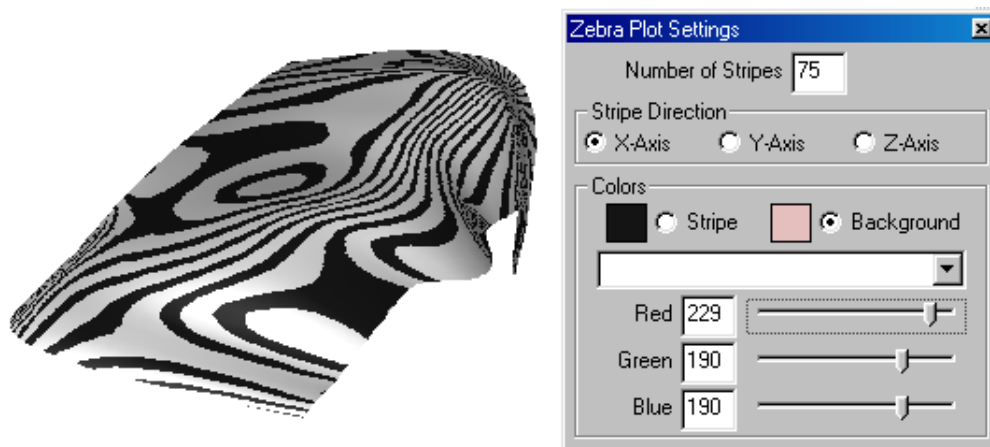 Zebra Plot Settings
Number of Stripes 75
Stripe Direction
X-Axis Y-Axis Z-Axis
Colors
Stripe Background
Red 229
Green 190
Blue 190